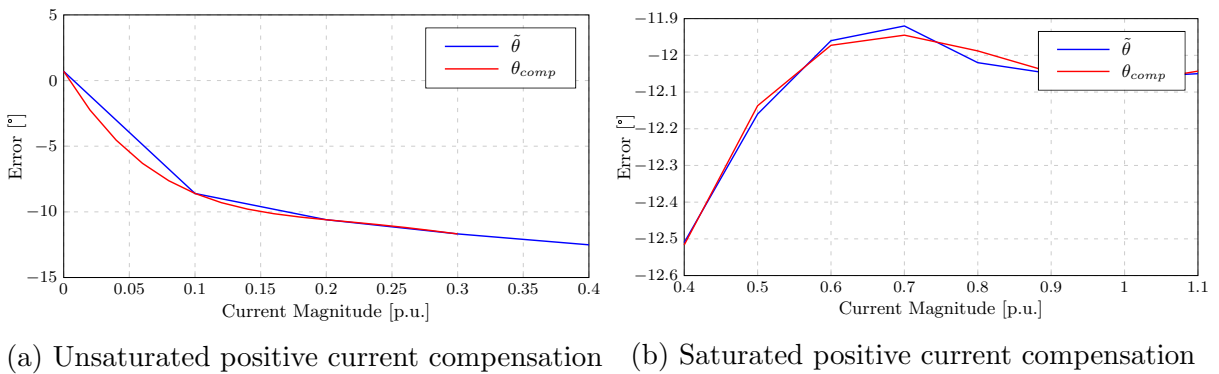 5
0
−5
−10
−15
Error [°]
0 0.05 0.1 0.15 0.2 0.25 0.3 0.35 0.4
Current Magnitude [p.u.]
θ̃
θ_comp
(a) Unsaturated positive current compensation
−11.9
−12
−12.1
−12.2
−12.3
−12.4
−12.5
−12.6
Error [°]
0.4 0.5 0.6 0.7 0.8 0.9 1 1.1
Current Magnitude [p.u.]
θ̃
θ_comp
(b) Saturated positive current compensation